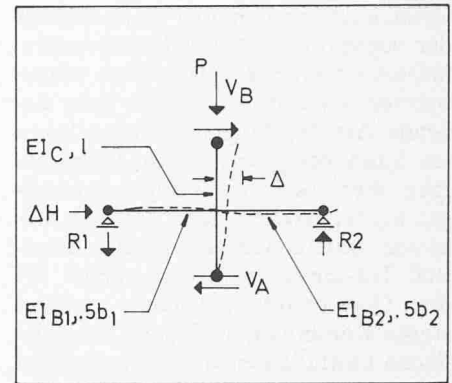 P
V_B
EI_C, l
Δ
ΔH
R1
R2
V_A
EI_B1, .5b_1
EI_B2, .5b_2